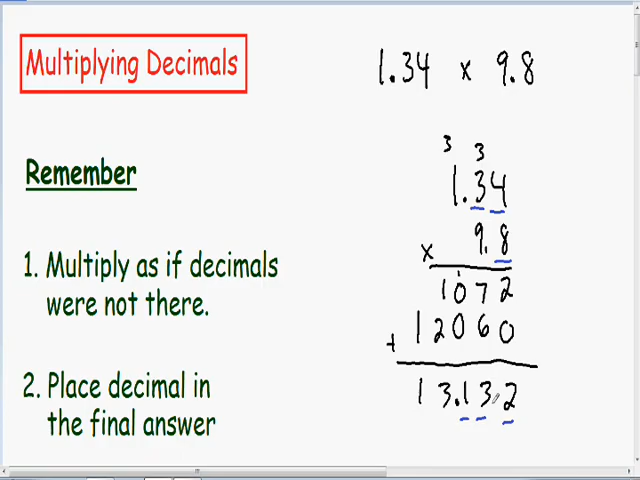 Multiplying Decimals
1.34 x 9.8
Remember
3 3
1.34
x 9.8
1
1072
+ 12060
13.132
1. Multiply as if decimals
were not there.
2. Place decimal in
the final answer